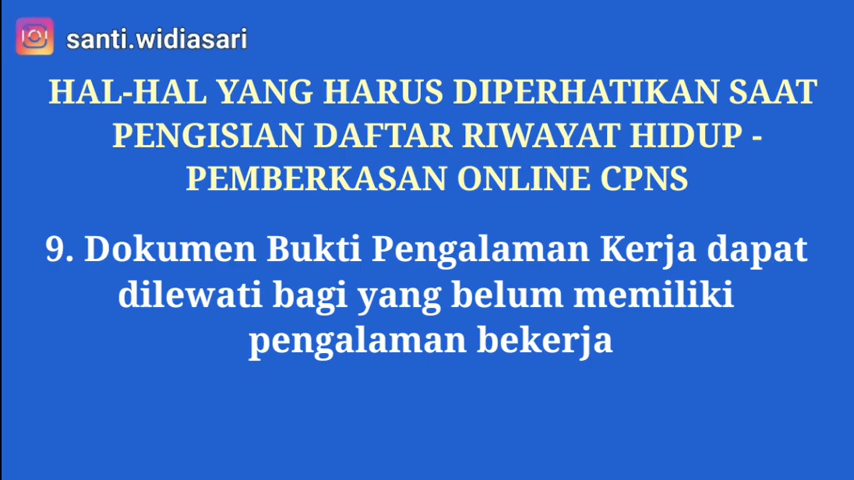 santi.widiasari
HAL-HAL YANG HARUS DIPERHATIKAN SAAT
PENGISIAN DAFTAR RIWAYAT HIDUP -
PEMBERKASAN ONLINE CPNS
9. Dokumen Bukti Pengalaman Kerja dapat
dilewati bagi yang belum memiliki
pengalaman bekerja